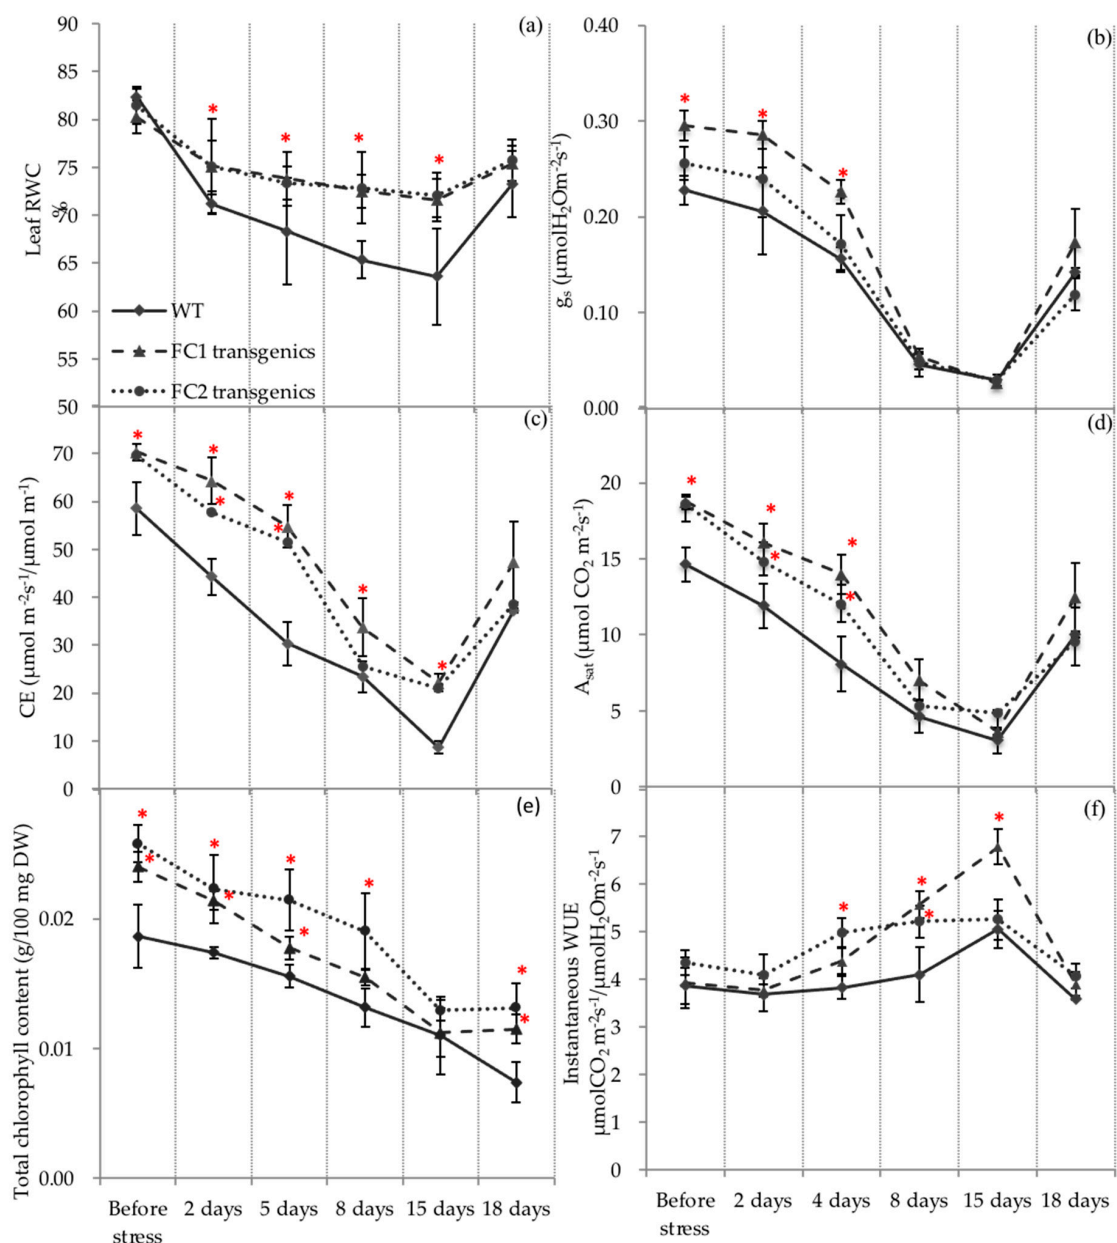 (a)
90
85
80
75
70
65
60
55
50
Leaf RWC
%
WT
FC1 transgenics
FC2 transgenics
(b)
0.40
0.30
0.20
0.10
0.00
gs (µmolH2Om-2s-1)
(c)
70
60
50
40
30
20
10
0
CE (µmol m-2s-1/µmol m-1)
(d)
20
15
10
5
0
Asat (µmol CO2 m-2s-1)
(e)
0.02
0.01
0.00
Total chlorophyll content (g/100 mg DW)
Before stress
2 days
5 days
8 days
15 days
18 days
(f)
7
6
5
4
3
2
1
0
Instantaneous WUE
µmolCO2 m-2s-1/µmolH2Om-2s-1
Before stress
2 days
4 days
8 days
15 days
18 days